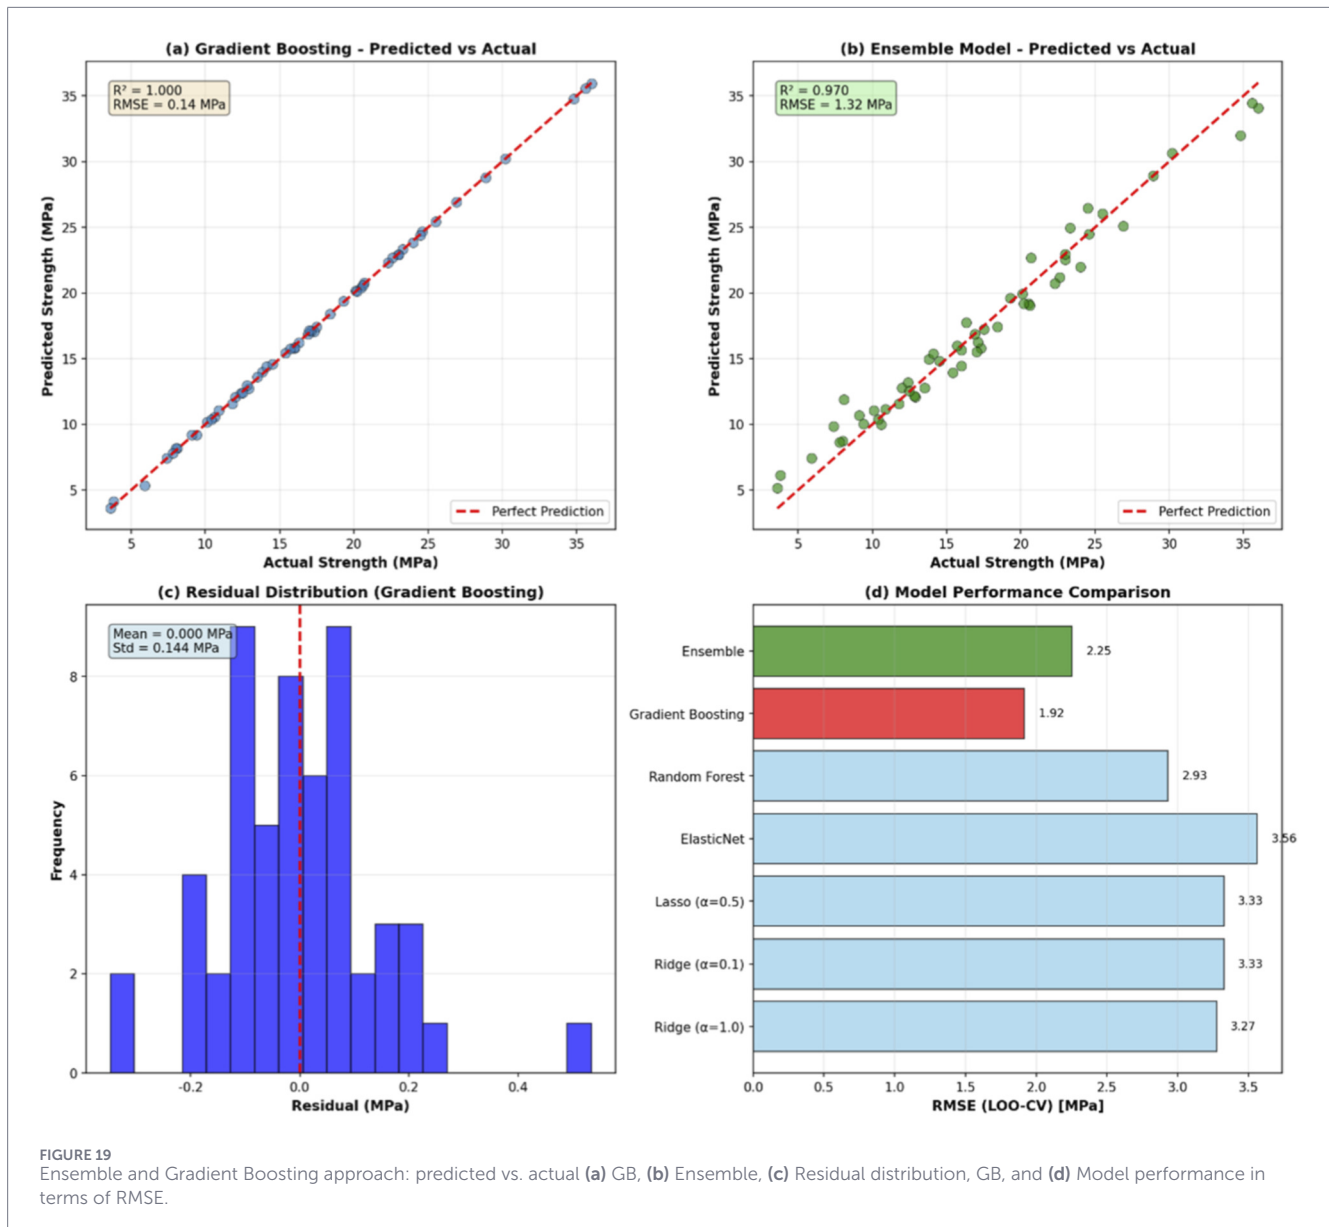 (a) Gradient Boosting - Predicted vs Actual
R² = 1.000
RMSE = 0.14 MPa
Predicted Strength (MPa)
35
30
25
20
15
10
5
5 10 15 20 25 30 35
Actual Strength (MPa)
Perfect Prediction
(b) Ensemble Model - Predicted vs Actual
R² = 0.970
RMSE = 1.32 MPa
Predicted Strength (MPa)
35
30
25
20
15
10
5
5 10 15 20 25 30 35
Actual Strength (MPa)
Perfect Prediction
(c) Residual Distribution (Gradient Boosting)
Mean = 0.000 MPa
Std = 0.144 MPa
Frequency
8
6
4
2
0
-0.2 0.0 0.2 0.4
Residual (MPa)
(d) Model Performance Comparison
Ensemble 2.25
Gradient Boosting 1.92
Random Forest 2.93
ElasticNet 3.56
Lasso (α=0.5) 3.33
Ridge (α=0.1) 3.33
Ridge (α=1.0) 3.27
0.0 0.5 1.0 1.5 2.0 2.5 3.0 3.5
RMSE (LOO-CV) [MPa]
FIGURE 19
Ensemble and Gradient Boosting approach: predicted vs. actual (a) GB, (b) Ensemble, (c) Residual distribution, GB, and (d) Model performance in
terms of RMSE.